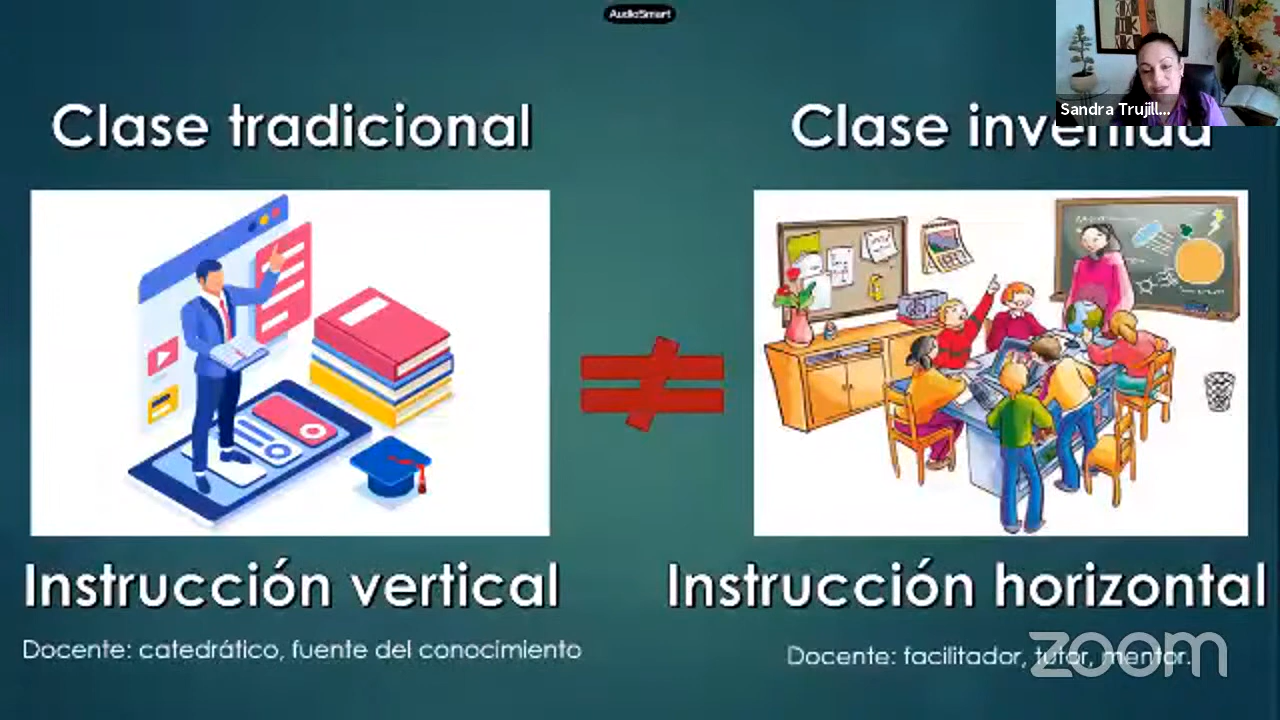 AudioSmart
Sandra Trujill...
Clase tradicional
Clase invertida
Instrucción vertical
Instrucción horizontal
Docente: catedrático, fuente del conocimiento
Docente: facilitador, tutor, mentor.
zoom